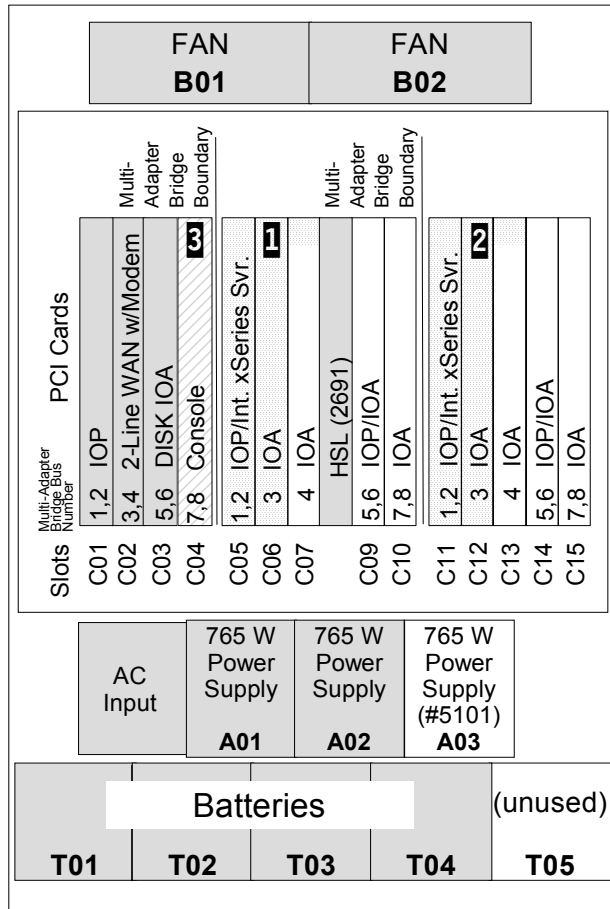 FAN
B01
FAN
B02
Multi-
Adapter
Bridge
Boundary
Multi-
Adapter
Bridge
Boundary
PCI Cards
Multi-Adapter
Bridge Bus
Number
Slots
C01 1,2 IOP
C02 3,4 2-Line WAN w/Modem
C03 5,6 DISK IOA
C04 7,8 Console 3
C05 1,2 IOP/Int. xSeries Svr.
C06 3 IOA 1
C07 4 IOA
HSL (2691)
C09 5,6 IOP/IOA
C10 7,8 IOA
C11 1,2 IOP/Int. xSeries Svr.
C12 3 IOA 2
C13 4 IOA
C14 5,6 IOP/IOA
C15 7,8 IOA
AC
Input
765 W
Power
Supply
A01
765 W
Power
Supply
A02
765 W
Power
Supply
(#5101)
A03
Batteries
(unused)
T01 T02 T03 T04 T05